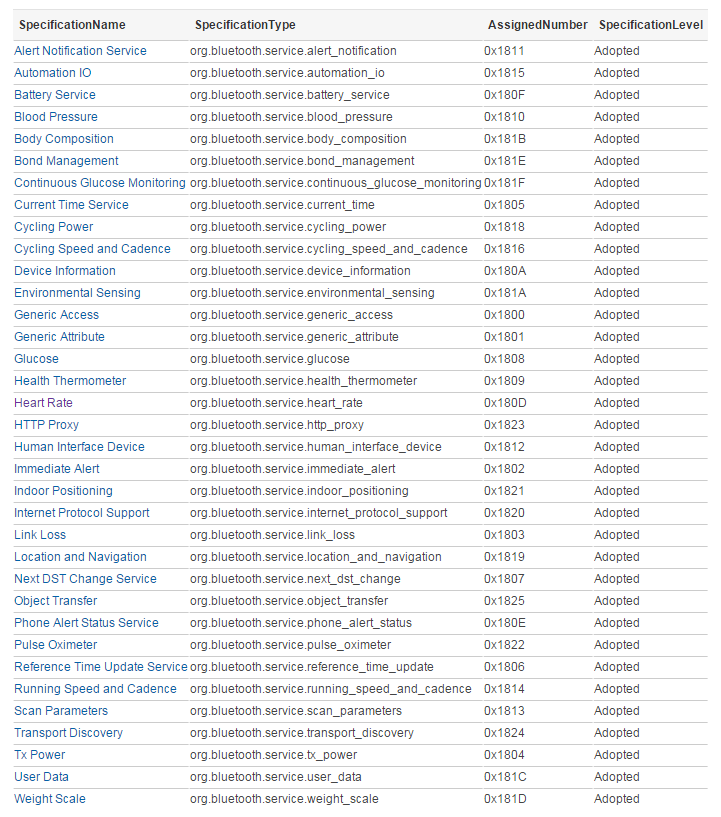 SpecificationName SpecificationType AssignedNumber SpecificationLevel
Alert Notification Service org.bluetooth.service.alert_notification 0x1811 Adopted
Automation IO org.bluetooth.service.automation_io 0x1815 Adopted
Battery Service org.bluetooth.service.battery_service 0x180F Adopted
Blood Pressure org.bluetooth.service.blood_pressure 0x1810 Adopted
Body Composition org.bluetooth.service.body_composition 0x181B Adopted
Bond Management org.bluetooth.service.bond_management 0x181E Adopted
Continuous Glucose Monitoring org.bluetooth.service.continuous_glucose_monitoring 0x181F Adopted
Current Time Service org.bluetooth.service.current_time 0x1805 Adopted
Cycling Power org.bluetooth.service.cycling_power 0x1818 Adopted
Cycling Speed and Cadence org.bluetooth.service.cycling_speed_and_cadence 0x1816 Adopted
Device Information org.bluetooth.service.device_information 0x180A Adopted
Environmental Sensing org.bluetooth.service.environmental_sensing 0x181A Adopted
Generic Access org.bluetooth.service.generic_access 0x1800 Adopted
Generic Attribute org.bluetooth.service.generic_attribute 0x1801 Adopted
Glucose org.bluetooth.service.glucose 0x1808 Adopted
Health Thermometer org.bluetooth.service.health_thermometer 0x1809 Adopted
Heart Rate org.bluetooth.service.heart_rate 0x180D Adopted
HTTP Proxy org.bluetooth.service.http_proxy 0x1823 Adopted
Human Interface Device org.bluetooth.service.human_interface_device 0x1812 Adopted
Immediate Alert org.bluetooth.service.immediate_alert 0x1802 Adopted
Indoor Positioning org.bluetooth.service.indoor_positioning 0x1821 Adopted
Internet Protocol Support org.bluetooth.service.internet_protocol_support 0x1820 Adopted
Link Loss org.bluetooth.service.link_loss 0x1803 Adopted
Location and Navigation org.bluetooth.service.location_and_navigation 0x1819 Adopted
Next DST Change Service org.bluetooth.service.next_dst_change 0x1807 Adopted
Object Transfer org.bluetooth.service.object_transfer 0x1825 Adopted
Phone Alert Status Service org.bluetooth.service.phone_alert_status 0x180E Adopted
Pulse Oximeter org.bluetooth.service.pulse_oximeter 0x1822 Adopted
Reference Time Update Service org.bluetooth.service.reference_time_update 0x1806 Adopted
Running Speed and Cadence org.bluetooth.service.running_speed_and_cadence 0x1814 Adopted
Scan Parameters org.bluetooth.service.scan_parameters 0x1813 Adopted
Transport Discovery org.bluetooth.service.transport_discovery 0x1824 Adopted
Tx Power org.bluetooth.service.tx_power 0x1804 Adopted
User Data org.bluetooth.service.user_data 0x181C Adopted
Weight Scale org.bluetooth.service.weight_scale 0x181D Adopted